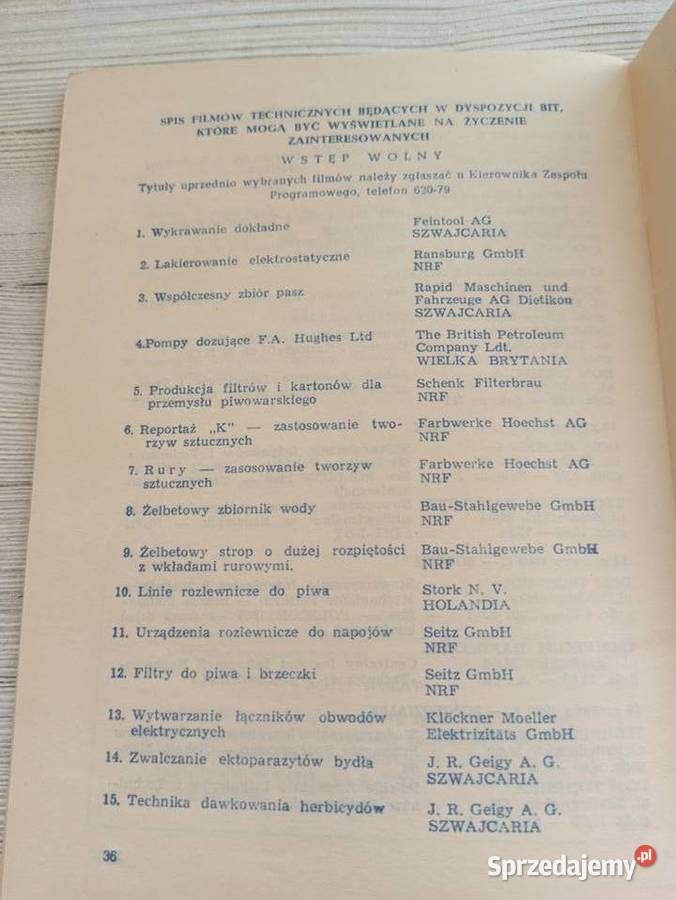 SPIS FILMOW TECHNICZNYCH BĘDĄCYCH W DYSPOZYCJI BIT,
KTÓRE MOGĄ BYĆ WYŚWIETLANE NA ŻYCZENIE
ZAINTERESOWANYCH
WSTĘP WOLNY
Tytuły uprzednio wybranych filmów należy zgłaszać u Kierownika Zespołu
Programowego, telefon 620-79
1. Wykrawanie dokładne Feintool AG
SZWAJCARIA
2. Lakierowanie elektrostatyczne Ransburg GmbH
NRF
3. Współczesny zbiór pasz Rapid Maschinen und
Fahrzeuge AG Dietikon
SZWAJCARIA
4.Pompy dozujące F.A. Hughes Ltd The British Petroleum
Company Ldt.
WIELKA BRYTANIA
5. Produkcja filtrów i kartonów dla Schenk Filterbrau
przemysłu piwowarskiego NRF
6. Reportaż „K" — zastosowanie two- Farbwerke Hoechst AG
rzyw sztucznych NRF
7. Rury — zasosowanie tworzyw Farbwerke Hoechst AG
sztucznych NRF
8. Żelbetowy zbiornik wody Bau-Stahlgewebe GmbH
NRF
9. Żelbetowy strop o dużej rozpiętości Bau-Stahlgewebe GmbH
z wkładami rurowymi. NRF
10. Linie rozlewnicze do piwa Stork N. V.
HOLANDIA
11. Urządzenia rozlewnicze do napojów Seitz GmbH
NRF
12. Filtry do piwa i brzeczki Seitz GmbH
NRF
13. Wytwarzanie łączników obwodów Klöckner Moeller
elektrycznych Elektrizitäts GmbH
14. Zwalczanie ektoparazytów bydła J. R. Geigy A. G.
SZWAJCARIA
15. Technika dawkowania herbicydów J. R. Geigy A. G.
SZWAJCARIA
36
Sprzedajemy.pl